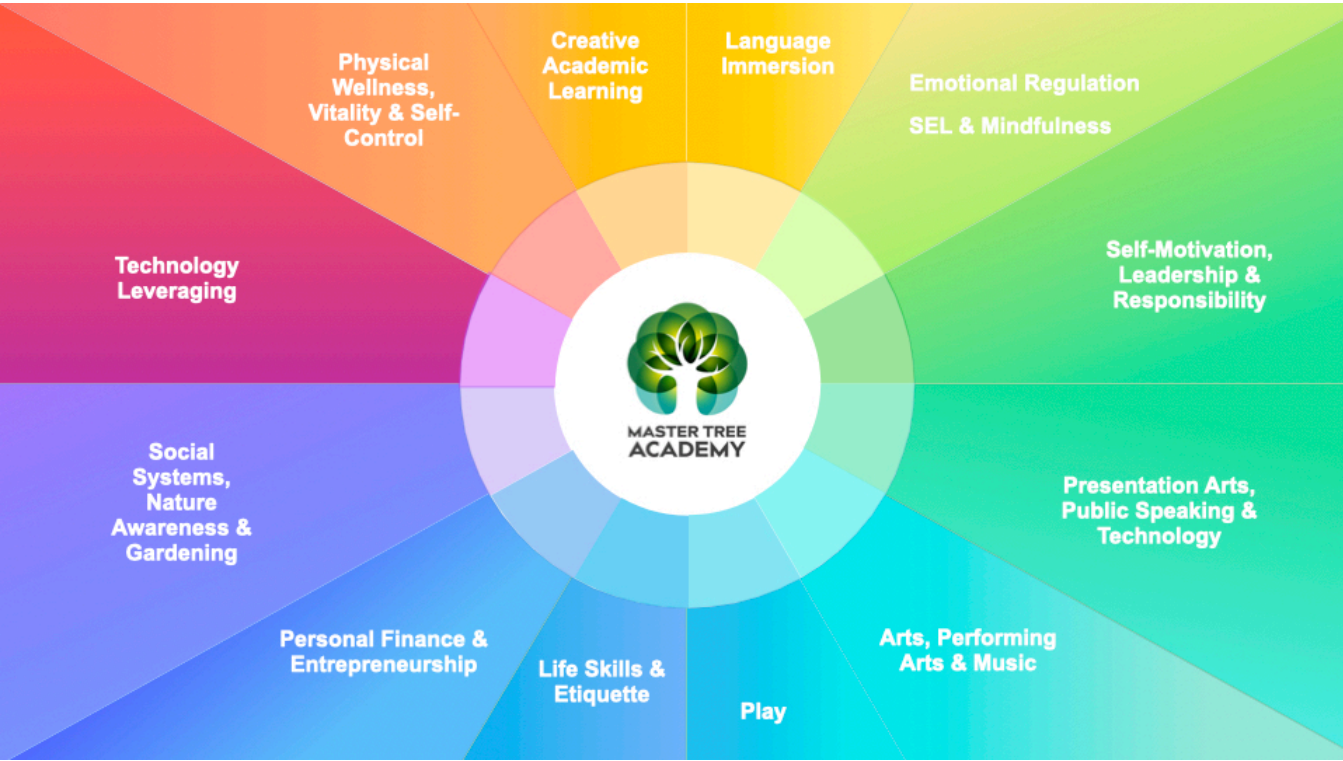 Creative
Academic
Learning
Language
Immersion
Emotional Regulation
SEL & Mindfulness
Self-Motivation,
Leadership &
Responsibility
Presentation Arts,
Public Speaking &
Technology
Arts, Performing
Arts & Music
Play
Life Skills &
Etiquette
Personal Finance &
Entrepreneurship
Social
Systems,
Nature
Awareness &
Gardening
Technology
Leveraging
Physical
Wellness,
Vitality & Self-
Control
MASTER TREE
ACADEMY